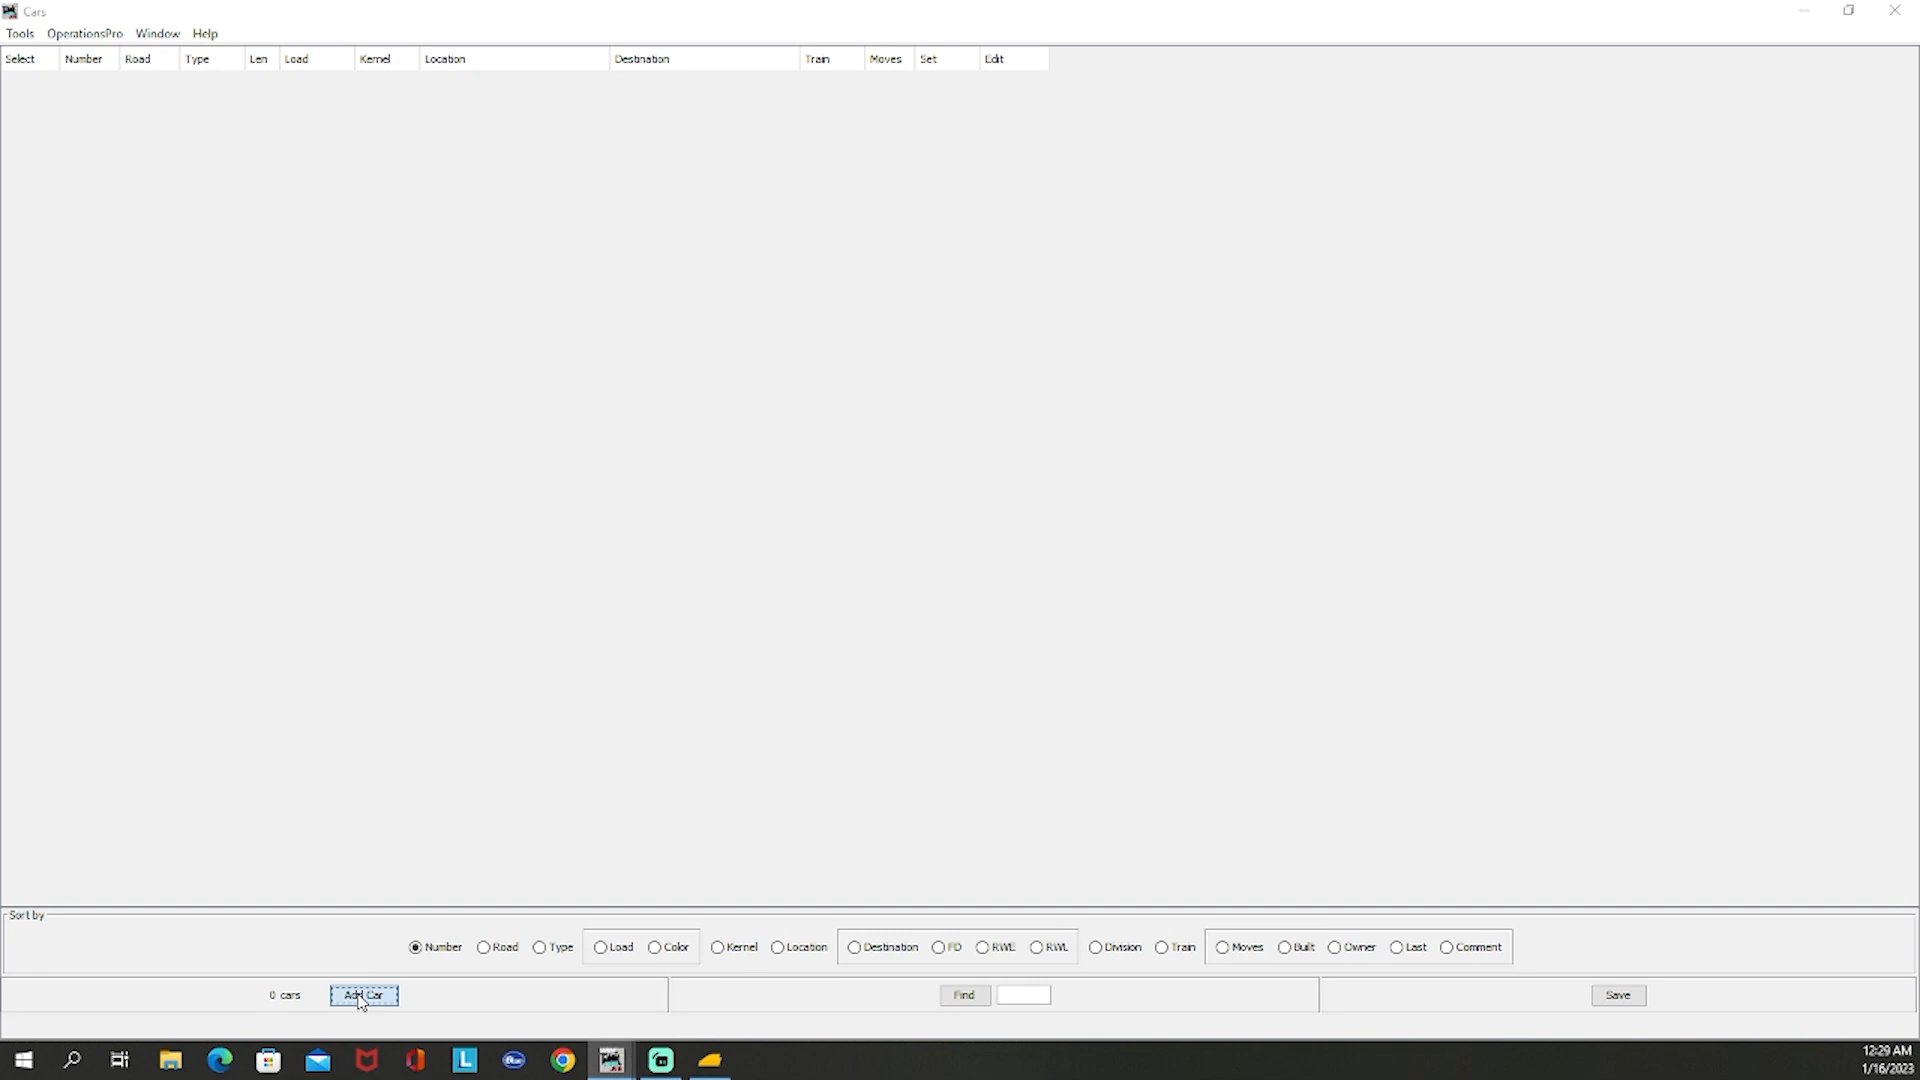 Cars
Tools OperationsPro Window Help
Select Number Road Type Len Load Kernel Location Destination Train Moves Set Edit
Sort by
Number Road Type Load Color Kernel Location Destination FD RWE RWL Division Train Moves Built Owner Last Comment
0 cars Add Car Find Save
12:29 AM
1/16/2023